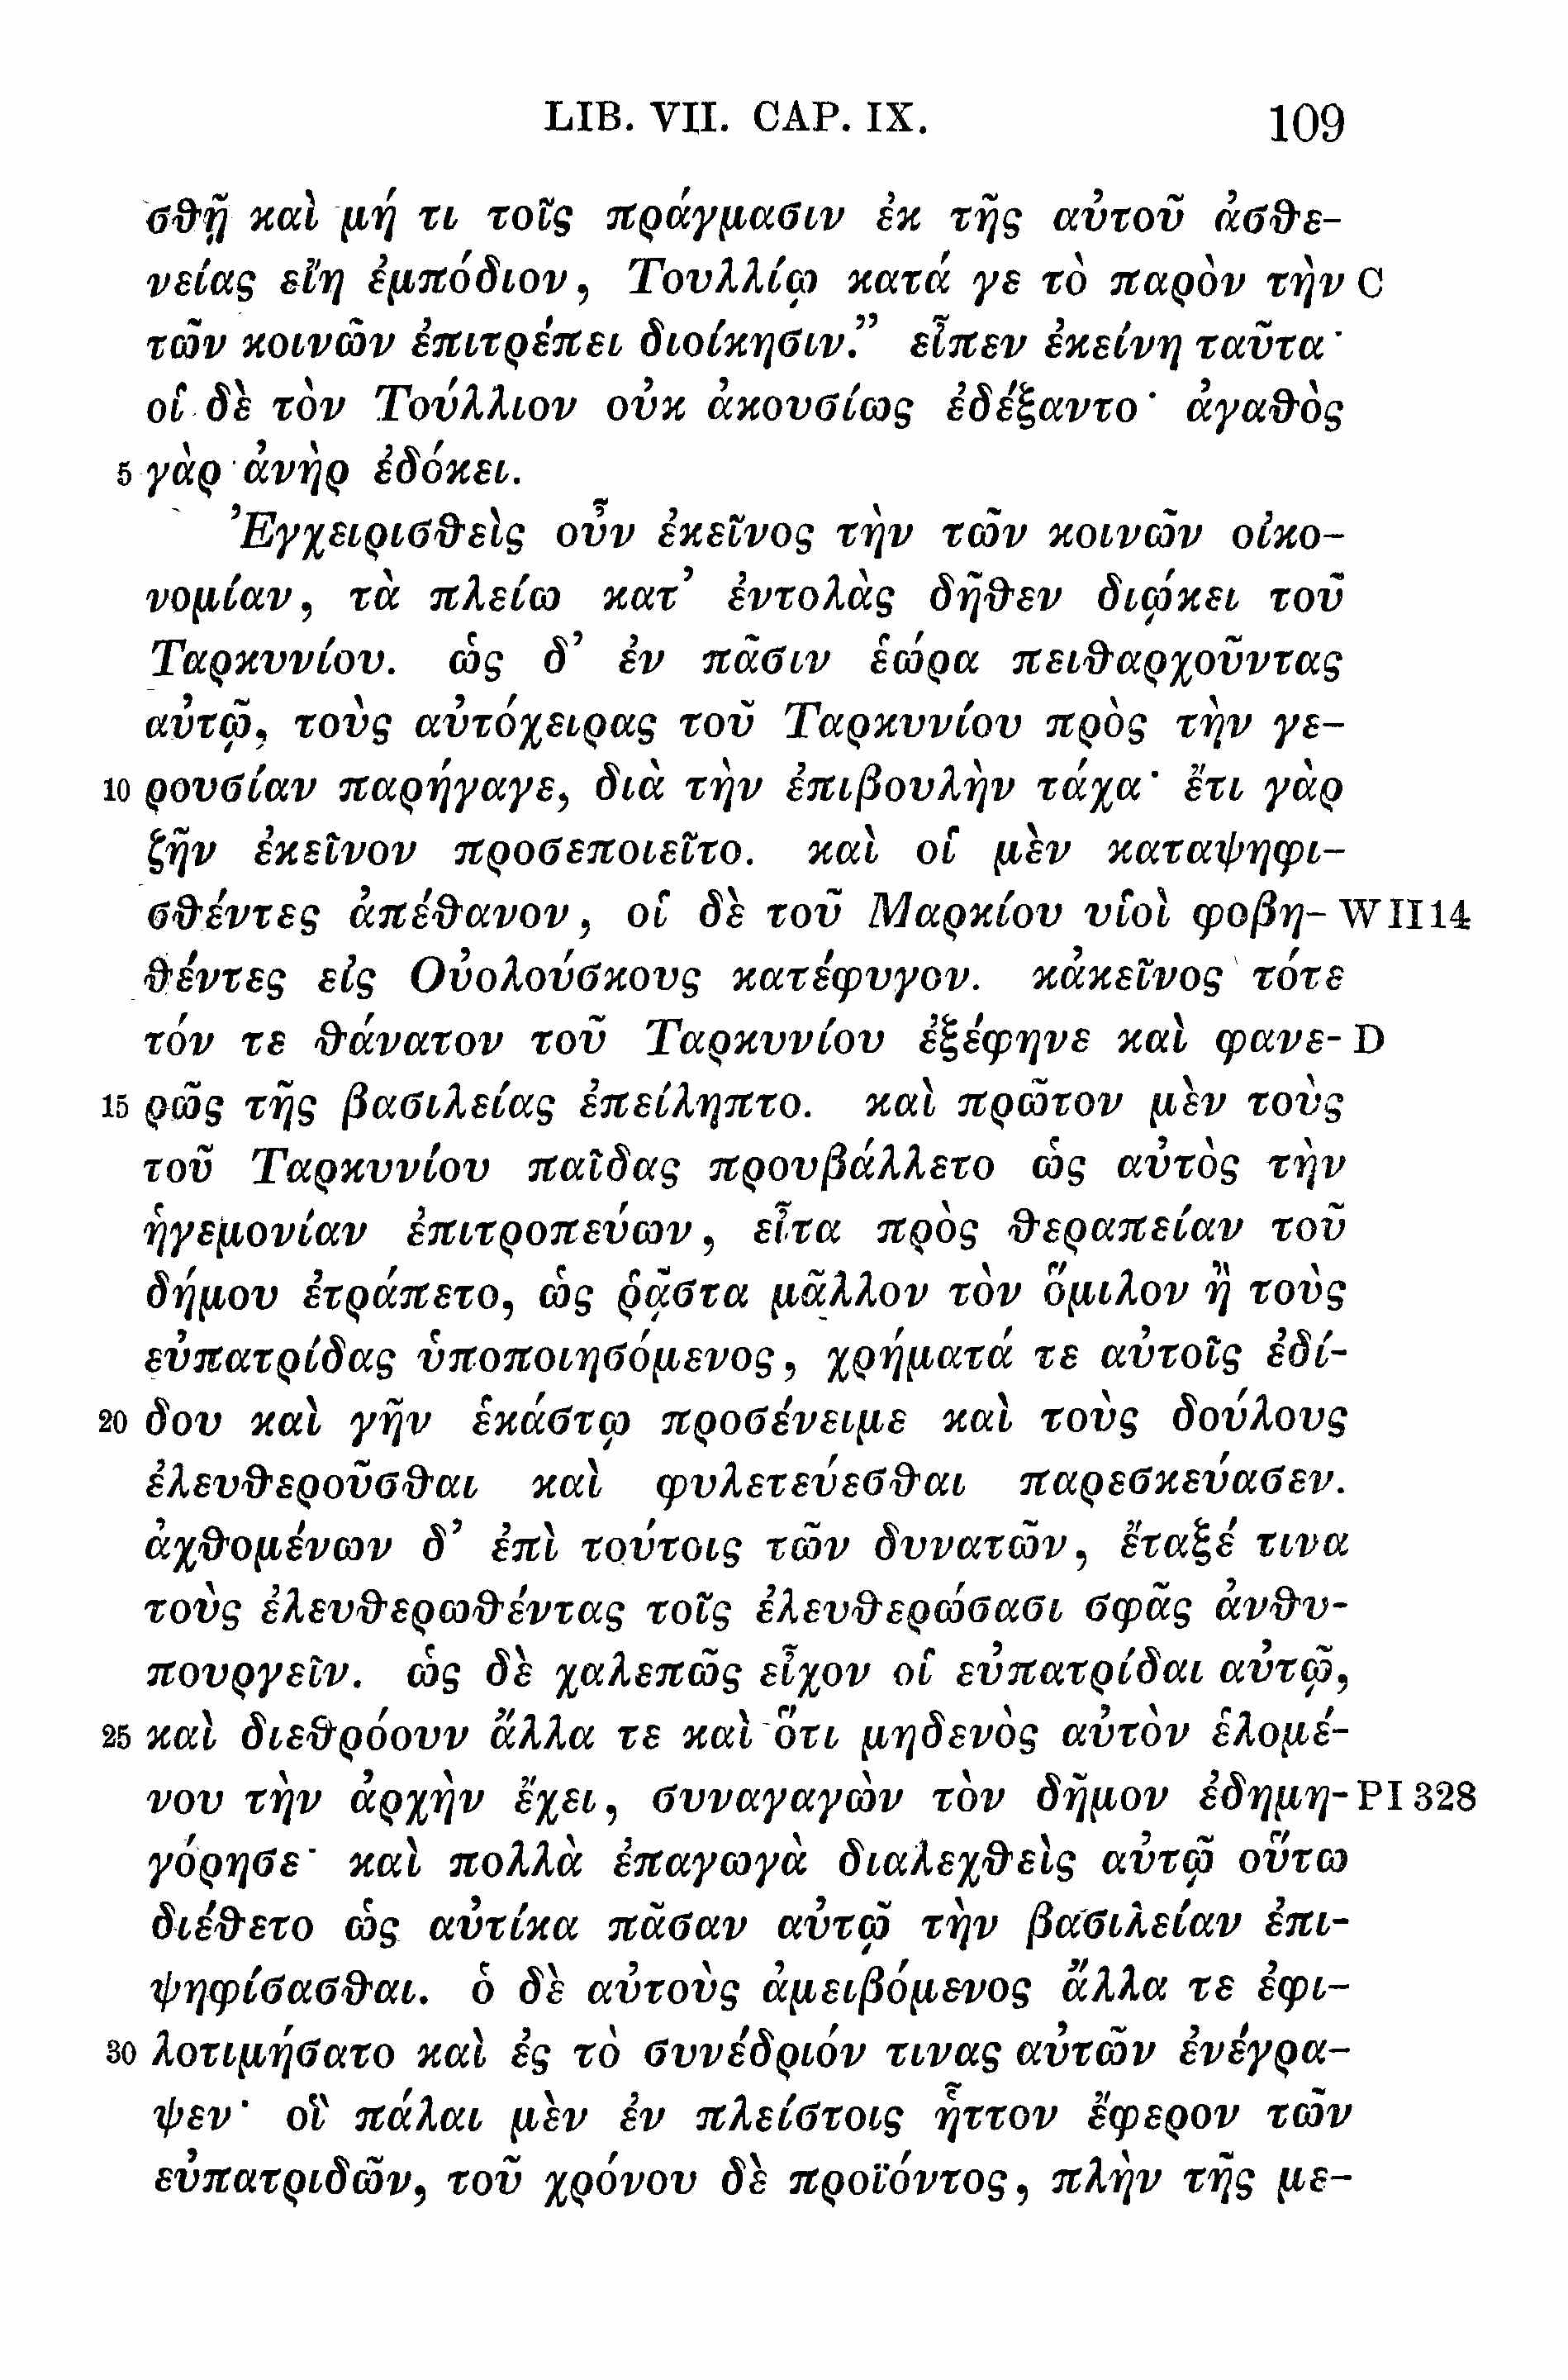 LIB. VII. CAP. IX. 109
σθῇ καὶ μή τι τοῖς πράγμασιν ἐκ τῆς αὐτοῦ ἀσθε-
νείας εἴη ἐμπόδιον, Τουλλίῳ κατά γε τὸ παρὸν τὴν C
τῶν κοινῶν ἐπιτρέπει διοίκησιν.” εἶπεν ἐκείνη ταῦτα·
οἱ δὲ τὸν Τούλλιον οὐκ ἀκουσίως ἐδέξαντο· ἀγαθὸς
5 γὰρ ἀνὴρ ἐδόκει.
Ἐγχειρισθεὶς οὖν ἐκεῖνος τὴν τῶν κοινῶν οἰκο-
νομίαν, τὰ πλείω κατ’ ἐντολὰς δῆθεν διῴκει τοῦ
Ταρκυνίου. ὡς δ’ ἐν πᾶσιν ἑώρα πειθαρχοῦντας
αὐτῷ, τοὺς αὐτόχειρας τοῦ Ταρκυνίου πρὸς τὴν γε-
10 ρουσίαν παρήγαγε, διὰ τὴν ἐπιβουλὴν τάχα· ἔτι γὰρ
ζῆν ἐκεῖνον προσεποιεῖτο. καὶ οἱ μὲν καταψηφι-
σθέντες ἀπέθανον, οἱ δὲ τοῦ Μαρκίου υἱοὶ φοβη- W II 14
θέντες εἰς Οὐολούσκους κατέφυγον. κἀκεῖνος τότε
τόν τε θάνατον τοῦ Ταρκυνίου ἐξέφηνε καὶ φανε- D
15 ρῶς τῆς βασιλείας ἐπείληπτο. καὶ πρῶτον μὲν τοὺς
τοῦ Ταρκυνίου παῖδας προυβάλλετο ὡς αὐτὸς τὴν
ἡγεμονίαν ἐπιτροπεύων, εἶτα πρὸς θεραπείαν τοῦ
δήμου ἐτράπετο, ὡς ῥᾷστα μᾶλλον τὸν ὅμιλον ἢ τοὺς
εὐπατρίδας ὑποποιησόμενος, χρήματά τε αὐτοῖς ἐδί-
20 δου καὶ γῆν ἑκάστῳ προσένειμε καὶ τοὺς δούλους
ἐλευθεροῦσθαι καὶ φυλετεύεσθαι παρεσκεύασεν.
ἀχθομένων δ’ ἐπὶ τούτοις τῶν δυνατῶν, ἔταξέ τινα
τοὺς ἐλευθερωθέντας τοῖς ἐλευθερώσασι σφᾶς ἀνθυ-
πουργεῖν. ὡς δὲ χαλεπῶς εἶχον οἱ εὐπατρίδαι αὐτῷ,
25 καὶ διεθρόουν ἄλλα τε καὶ ὅτι μηδενὸς αὐτὸν ἑλομέ-
νου τὴν ἀρχὴν ἔχει, συναγαγὼν τὸν δῆμον ἐδημη- P I 328
γόρησε· καὶ πολλὰ ἐπαγωγὰ διαλεχθεὶς αὐτῷ οὕτω
διέθετο ὡς αὐτίκα πᾶσαν αὐτῷ τὴν βασιλείαν ἐπι-
ψηφίσασθαι. ὁ δὲ αὐτοὺς ἀμειβόμενος ἄλλα τε ἐφι-
30 λοτιμήσατο καὶ ἐς τὸ συνέδριόν τινας αὐτῶν ἐνέγρα-
ψεν· οἳ πάλαι μὲν ἐν πλείστοις ἧττον ἔφερον τῶν
εὐπατριδῶν, τοῦ χρόνου δὲ προϊόντος, πλὴν τῆς με-